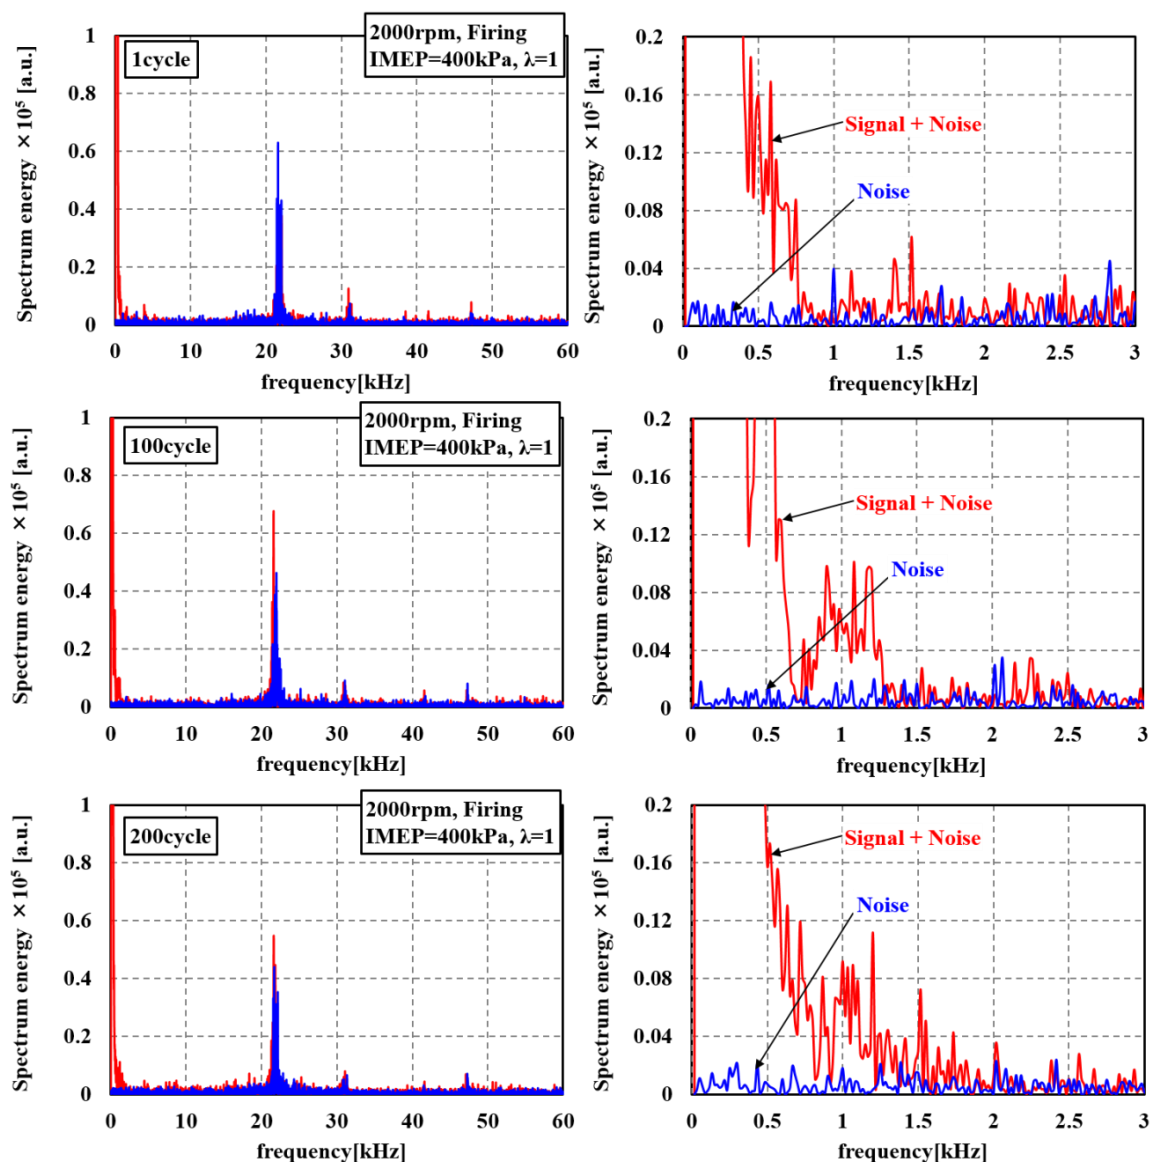 2000rpm, Firing
IMEP=400kPa, λ=1
1cycle
Spectrum energy ×10⁵ [a.u.]
1
0.8
0.6
0.4
0.2
0
0 10 20 30 40 50 60
frequency[kHz]
Spectrum energy ×10⁵ [a.u.]
0.2
0.16
0.12
0.08
0.04
0
Signal + Noise
Noise
0 0.5 1 1.5 2 2.5 3
frequency[kHz]
2000rpm, Firing
IMEP=400kPa, λ=1
100cycle
Spectrum energy ×10⁵ [a.u.]
1
0.8
0.6
0.4
0.2
0
0 10 20 30 40 50 60
frequency[kHz]
Spectrum energy ×10⁵ [a.u.]
0.2
0.16
0.12
0.08
0.04
0
Signal + Noise
Noise
0 0.5 1 1.5 2 2.5 3
frequency[kHz]
2000rpm, Firing
IMEP=400kPa, λ=1
200cycle
Spectrum energy ×10⁵ [a.u.]
1
0.8
0.6
0.4
0.2
0
0 10 20 30 40 50 60
frequency[kHz]
Spectrum energy ×10⁵ [a.u.]
0.2
0.16
0.12
0.08
0.04
0
Signal + Noise
Noise
0 0.5 1 1.5 2 2.5 3
frequency[kHz]